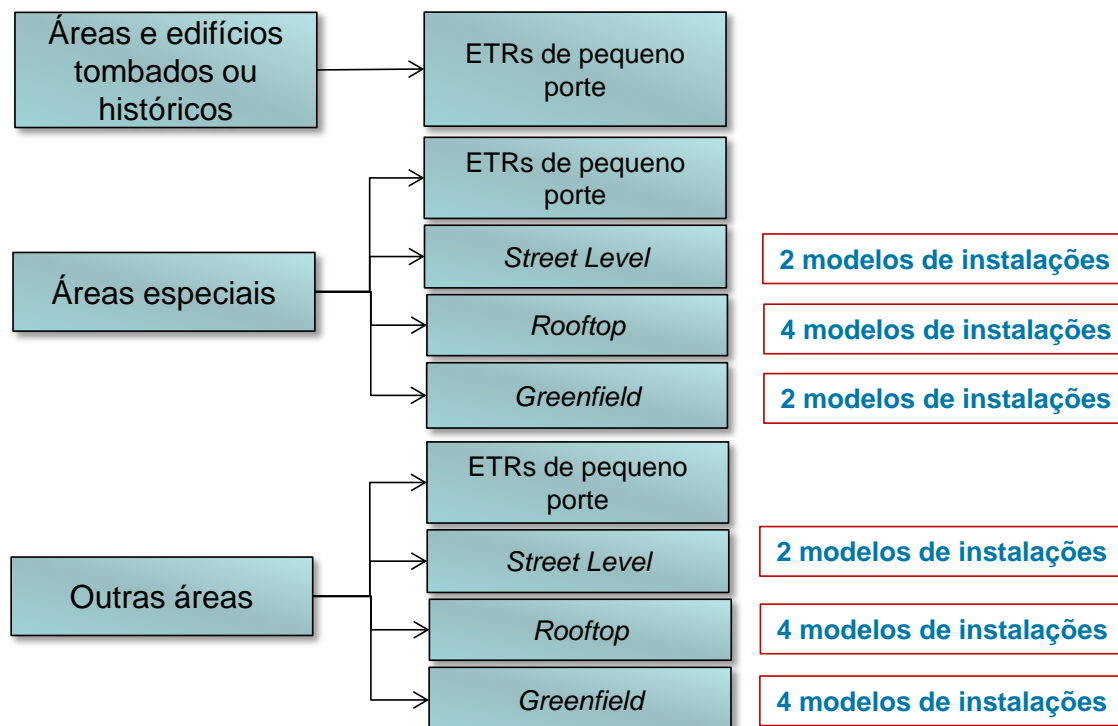 Áreas e edifícios
tombados ou
históricos
ETRs de pequeno
porte
ETRs de pequeno
porte
Áreas especiais
Street Level
2 modelos de instalações
Rooftop
4 modelos de instalações
Greenfield
2 modelos de instalações
ETRs de pequeno
porte
Outras áreas
Street Level
2 modelos de instalações
Rooftop
4 modelos de instalações
Greenfield
4 modelos de instalações